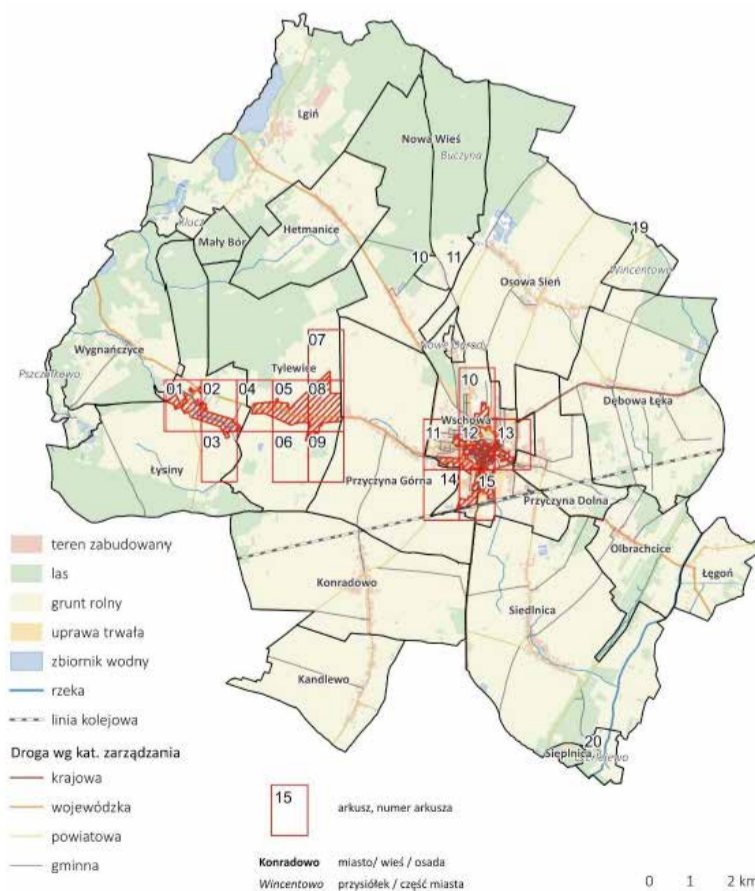 Lgiń
Nowa Wieś
Buczyna
Klucz
Mały Bór
Hetmanice
10
11
19
Wincentowo
Osowa Sień
Wygnańczyce
Pszczółkowo
Tylewice
07
Nowe Ogrody
01
02
04
05
08
10
Dębowa Łęka
Wschowa
11
12
13
03
06
09
Łysiny
Przyczyna Górna
14
15
Przyczyna Dolna
Olbrachcice
Łęgoń
Konradowo
Siedlnica
Kandlewo
20
Sieplnica
teren zabudowany
las
grunt rolny
uprawa trwała
zbiornik wodny
rzeka
linia kolejowa
Droga wg kat. zarządzania
krajowa
wojewódzka
powiatowa
gminna
15
arkusz, numer arkusza
Konradowo miasto/ wieś / osada
Wincentowo przysiółek / część miasta
0 1 2 km